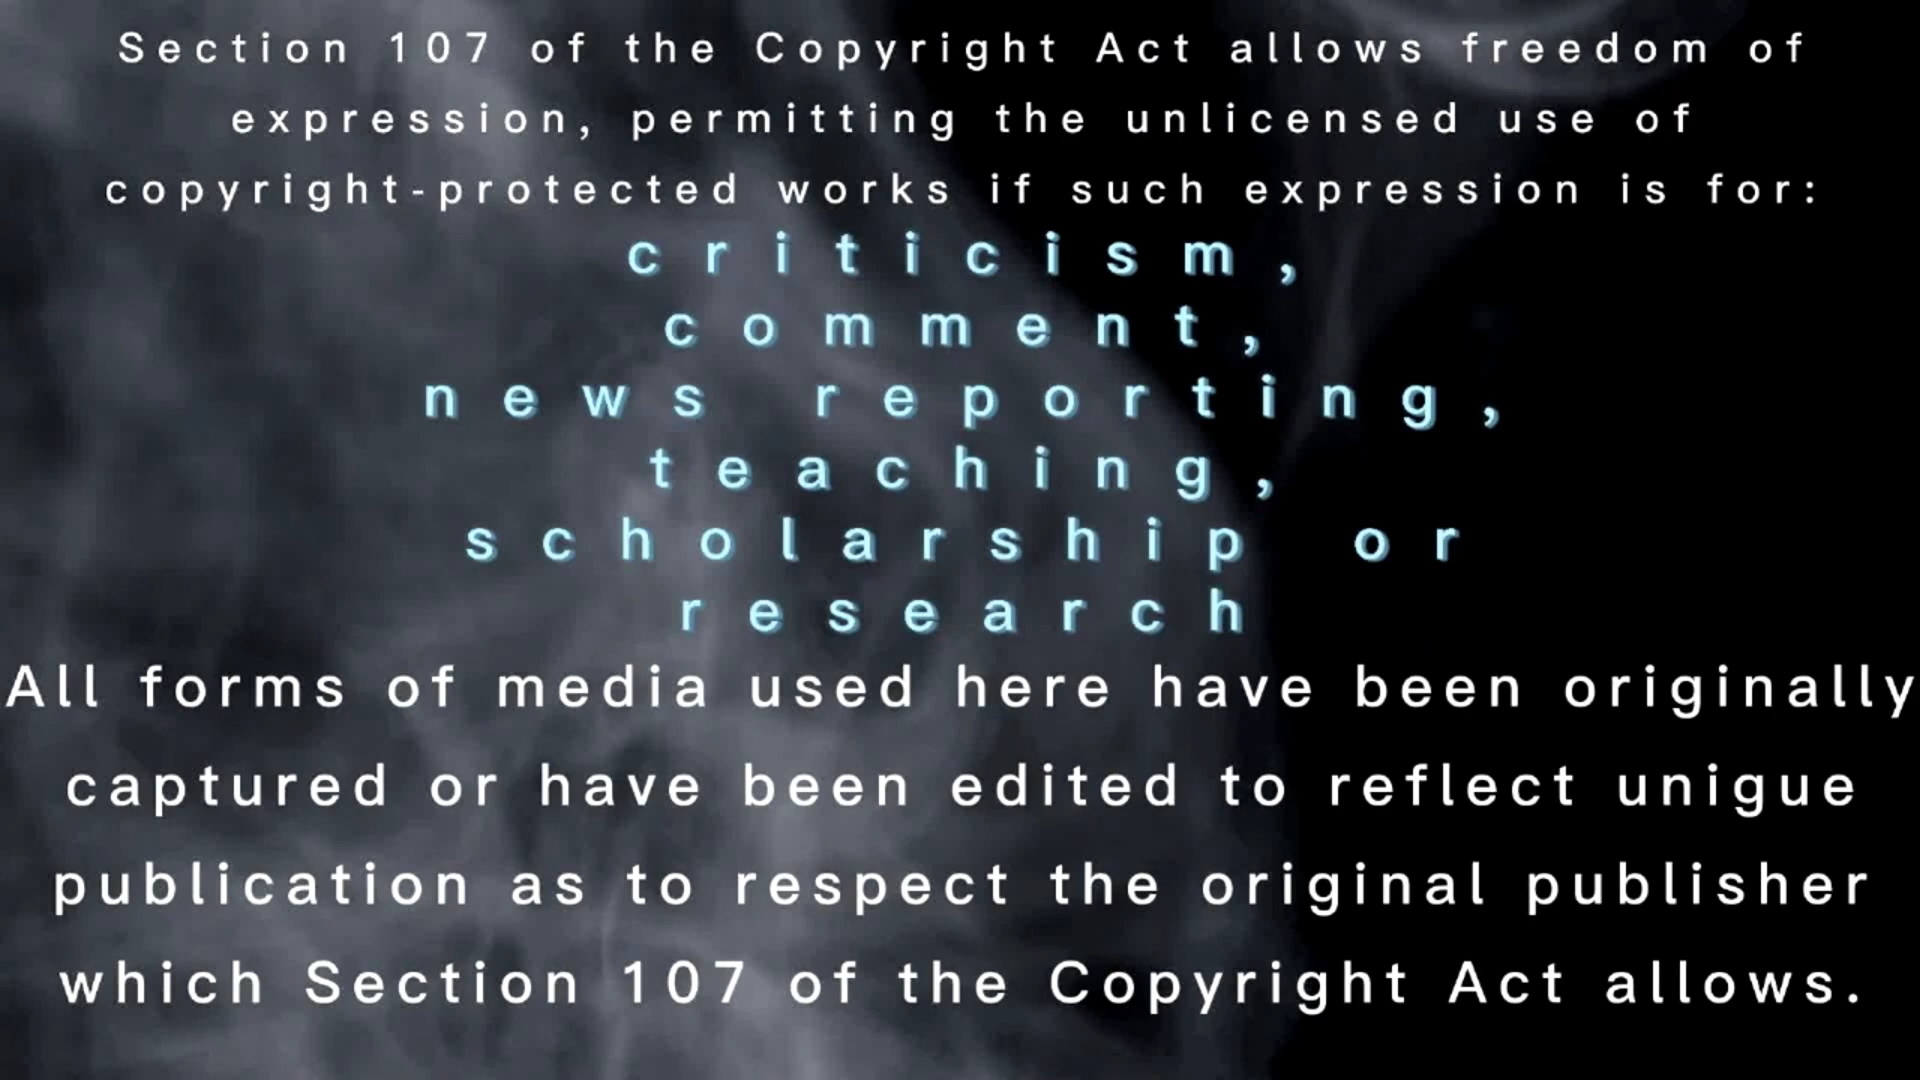 Section 107 of the Copyright Act allows freedom of
expression, permitting the unlicensed use of
copyright-protected works if such expression is for:
criticism,
comment,
news reporting,
teaching,
scholarship or
research
All forms of media used here have been originally
captured or have been edited to reflect unigue
publication as to respect the original publisher
which Section 107 of the Copyright Act allows.